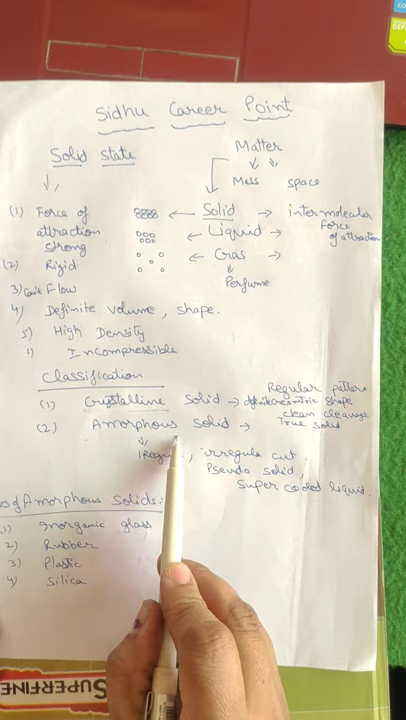 Sidhu Career Point
Solid state
Matter
Mass space
(1) Force of attraction strong
Solid → intermolecular force of attraction
(2) Rigid
Liquid →
Gas →
Perfume
3) Can't flow
4) Definite volume, shape.
5) High Density
Incompressible
Classification
(1) Crystalline Solid → Regular pattern
shape
clean cleavage
True solid
(2) Amorphous Solid →
, irregular cut.
Pseudo Solid,
Super cooled liquid.
of Amorphous Solids:
1) Inorganic glass
2) Rubber
3) Plastic
4) Silica
SUPERFINE